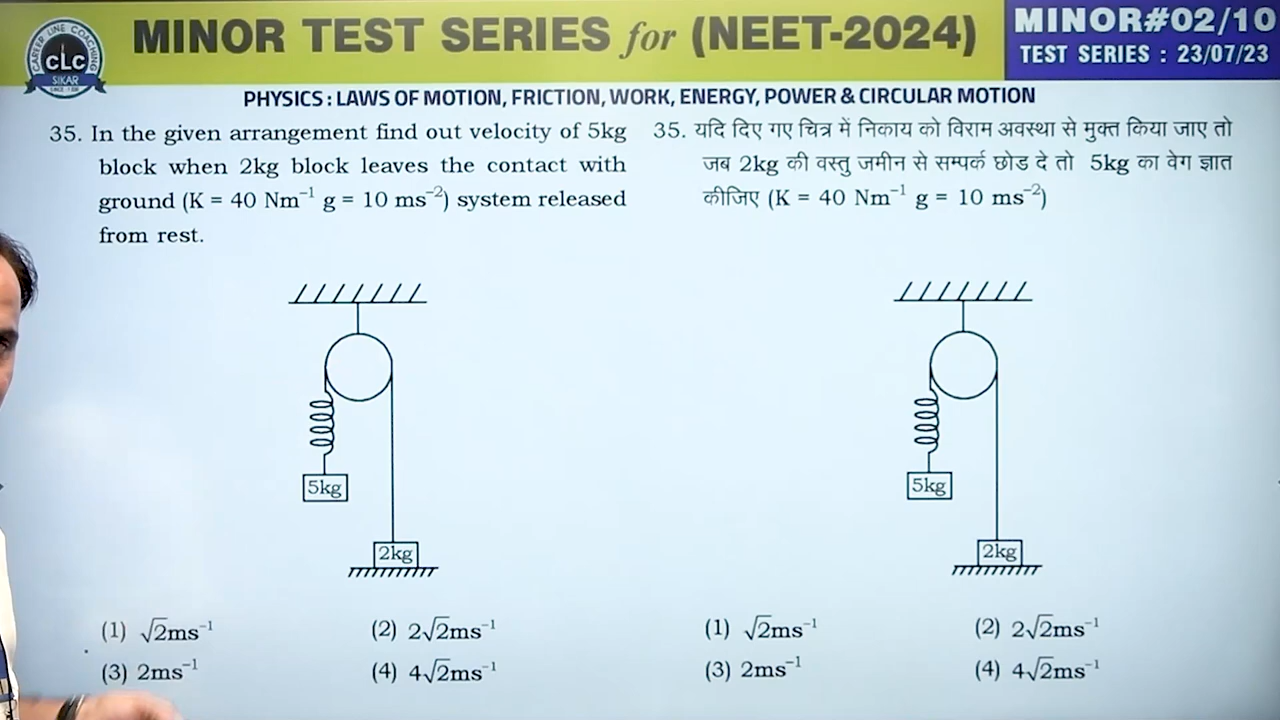 CAREER LINE COACHING
CLC
SIKAR
MINOR TEST SERIES for (NEET-2024)
MINOR#02/10
TEST SERIES : 23/07/23
PHYSICS : LAWS OF MOTION, FRICTION, WORK, ENERGY, POWER & CIRCULAR MOTION
35. In the given arrangement find out velocity of 5kg
block when 2kg block leaves the contact with
ground (K = 40 Nm⁻¹ g = 10 ms⁻²) system released
from rest.
5kg
2kg
(1) √2ms⁻¹ (2) 2√2ms⁻¹
(3) 2ms⁻¹ (4) 4√2ms⁻¹
35. यदि दिए गए चित्र में निकाय को विराम अवस्था से मुक्त किया जाए तो
जब 2kg की वस्तु जमीन से सम्पर्क छोड दे तो 5kg का वेग ज्ञात
कीजिए (K = 40 Nm⁻¹ g = 10 ms⁻²)
5kg
2kg
(1) √2ms⁻¹ (2) 2√2ms⁻¹
(3) 2ms⁻¹ (4) 4√2ms⁻¹